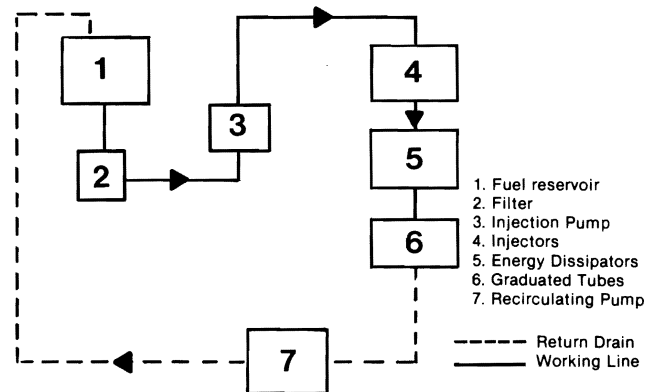 1
2
3
4
5
6
7
1. Fuel reservoir
2. Filter
3. Injection Pump
4. Injectors
5. Energy Dissipators
6. Graduated Tubes
7. Recirculating Pump
Return Drain
Working Line